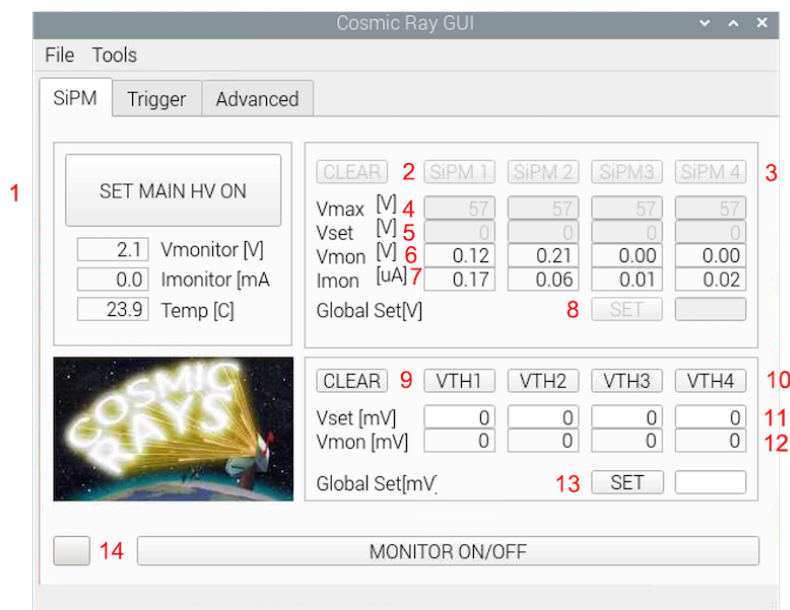 Cosmic Ray GUI
File Tools
SiPM Trigger Advanced
1
SET MAIN HV ON
2.1 Vmonitor [V]
0.0 Imonitor [mA
23.9 Temp [C]
CLEAR 2 SiPM 1 SiPM 2 SiPM3 SiPM 4 3
Vmax [V] 4 57 57 57 57
Vset [V] 5 0 0 0 0
Vmon [V] 6 0.12 0.21 0.00 0.00
Imon [uA] 7 0.17 0.06 0.01 0.02
Global Set[V] 8 SET
COSMIC
RAYS
CLEAR 9 VTH1 VTH2 VTH3 VTH4 10
Vset [mV] 0 0 0 0 11
Vmon [mV] 0 0 0 0 12
Global Set[mV 13 SET
14 MONITOR ON/OFF